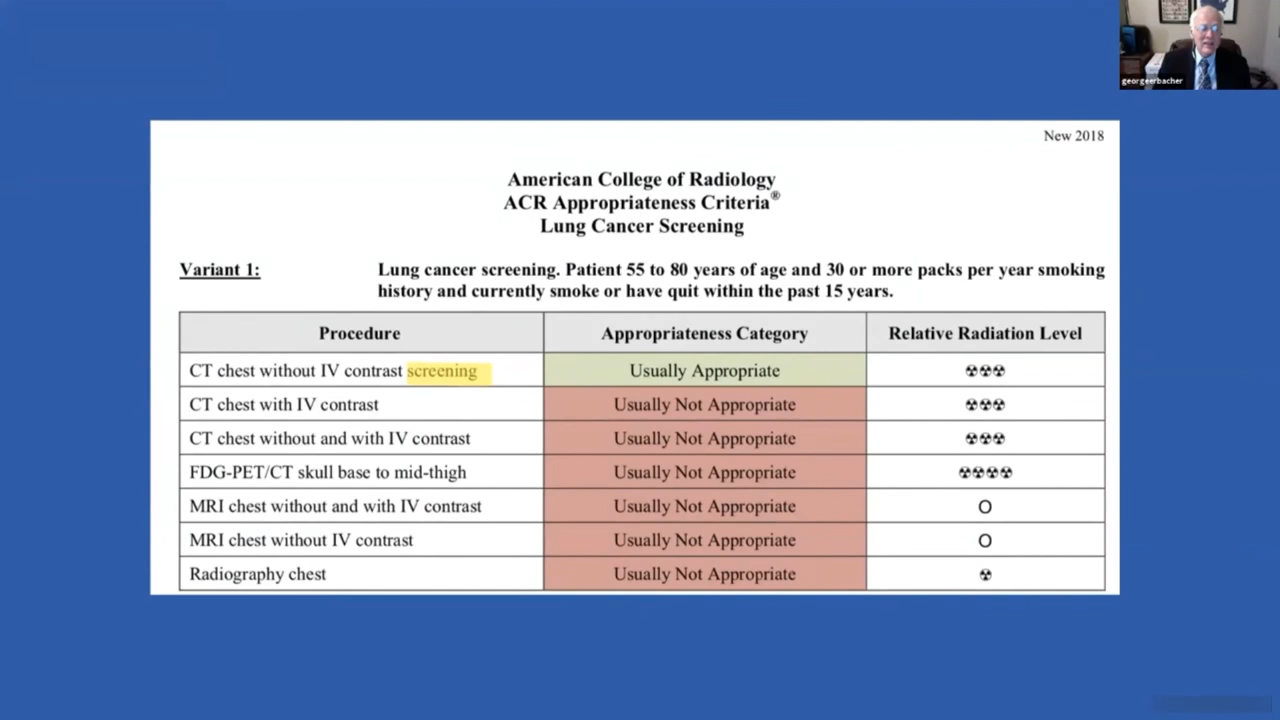 georgeerbacher
New 2018
American College of Radiology
ACR Appropriateness Criteria®
Lung Cancer Screening
Variant 1: Lung cancer screening. Patient 55 to 80 years of age and 30 or more packs per year smoking
history and currently smoke or have quit within the past 15 years.
Procedure Appropriateness Category Relative Radiation Level
CT chest without IV contrast screening Usually Appropriate ☢☢☢
CT chest with IV contrast Usually Not Appropriate ☢☢☢
CT chest without and with IV contrast Usually Not Appropriate ☢☢☢
FDG-PET/CT skull base to mid-thigh Usually Not Appropriate ☢☢☢☢
MRI chest without and with IV contrast Usually Not Appropriate O
MRI chest without IV contrast Usually Not Appropriate O
Radiography chest Usually Not Appropriate ☢